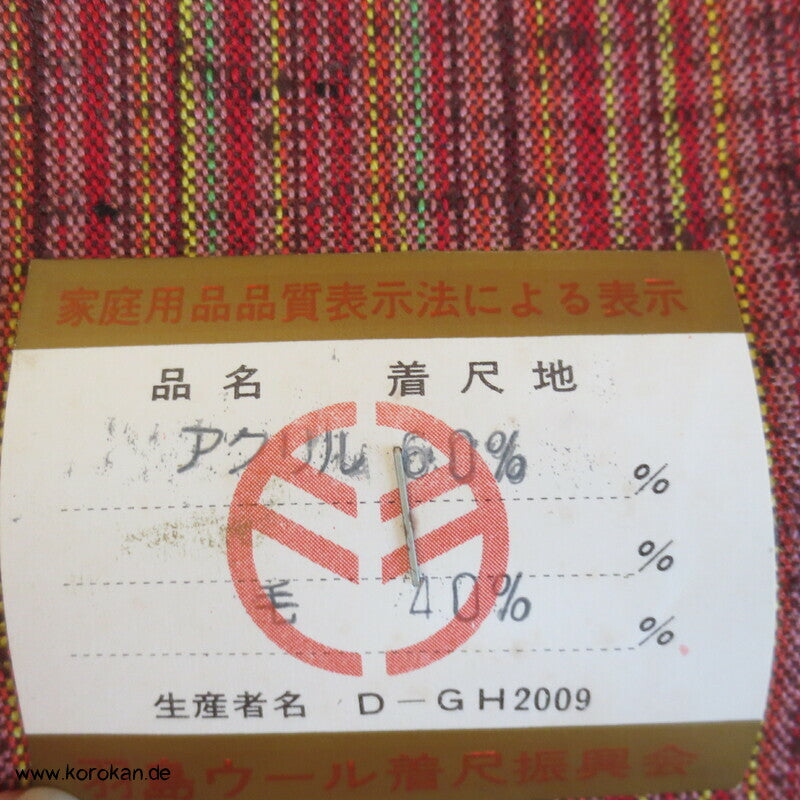 家庭用品品質表示法による表示
品名 着尺地
アクリル 60%
%
%
毛 40%
%
生産者名 D-GH2009
羽島ウール着尺振興会
www.korokan.de